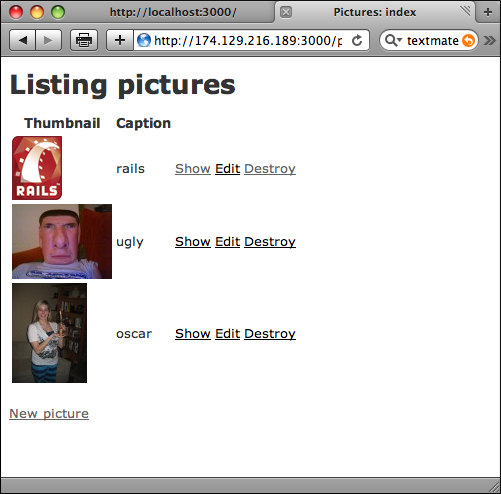 http://localhost:3000/ Pictures: index
http://174.129.216.189:3000/p textmate
Listing pictures
Thumbnail Caption
RAILS
rails Show Edit Destroy
ugly Show Edit Destroy
oscar Show Edit Destroy
New picture